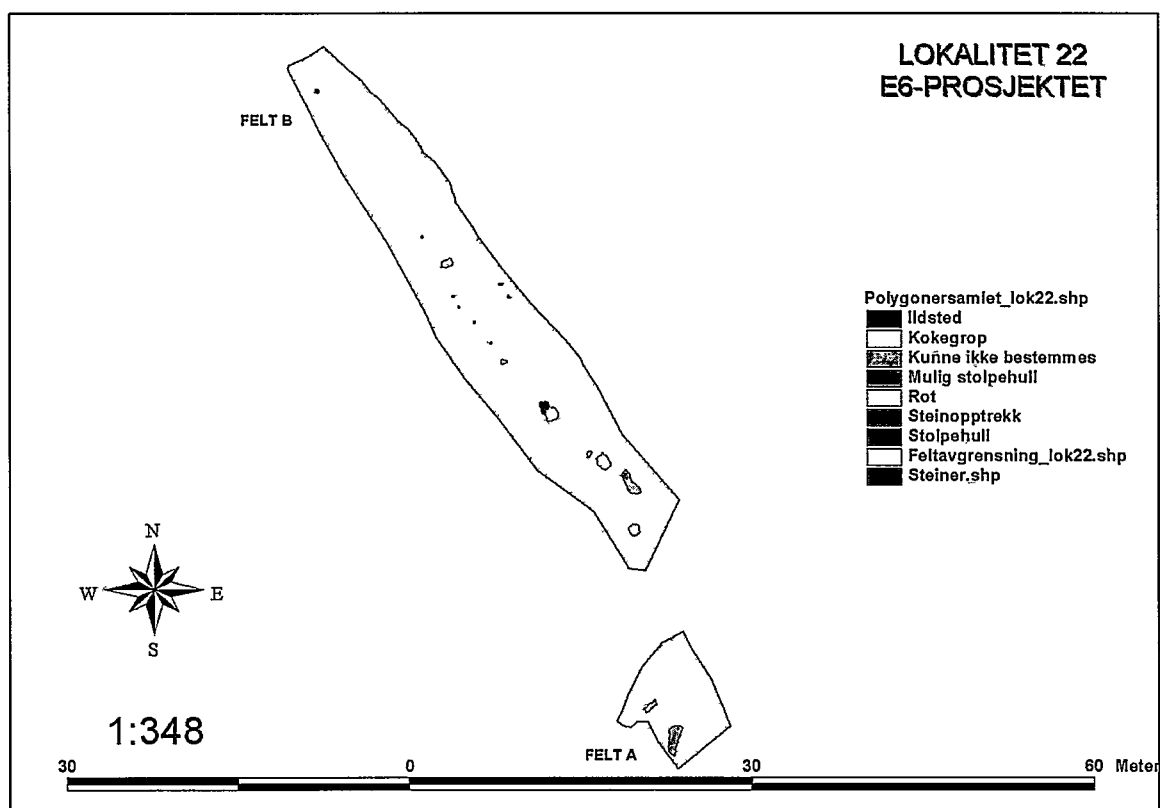 LOKALITET 22
E6-PROSJEKTET
FELT B
Polygonersamlet_lok22.shp
Ildsted
Kokegrop
Kunne ikke bestemmes
Mulig stolpehull
Rot
Steinopptrekk
Stolpehull
Feltavgrensning_lok22.shp
Steiner.shp
N
W E
S
1:348
FELT A
30 0 30 60 Meter